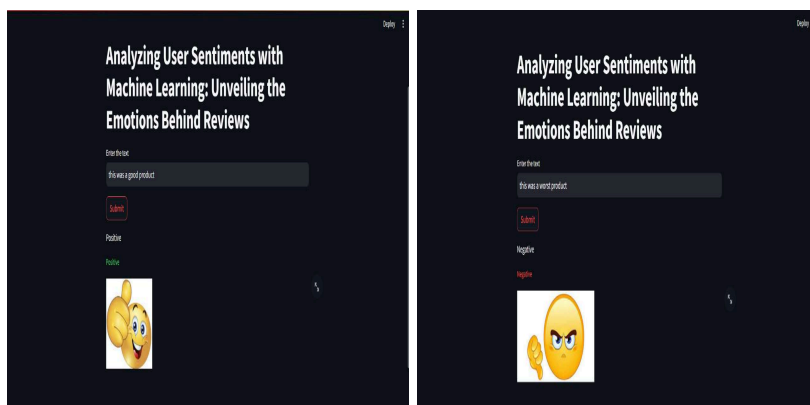 Deploy
Analyzing User Sentiments with
Machine Learning: Unveiling the
Emotions Behind Reviews
Enter the text
this was a good product
Submit
Positive
Positive
Deploy
Analyzing User Sentiments with
Machine Learning: Unveiling the
Emotions Behind Reviews
Enter the text
this was a worst product
Submit
Negative
Negative